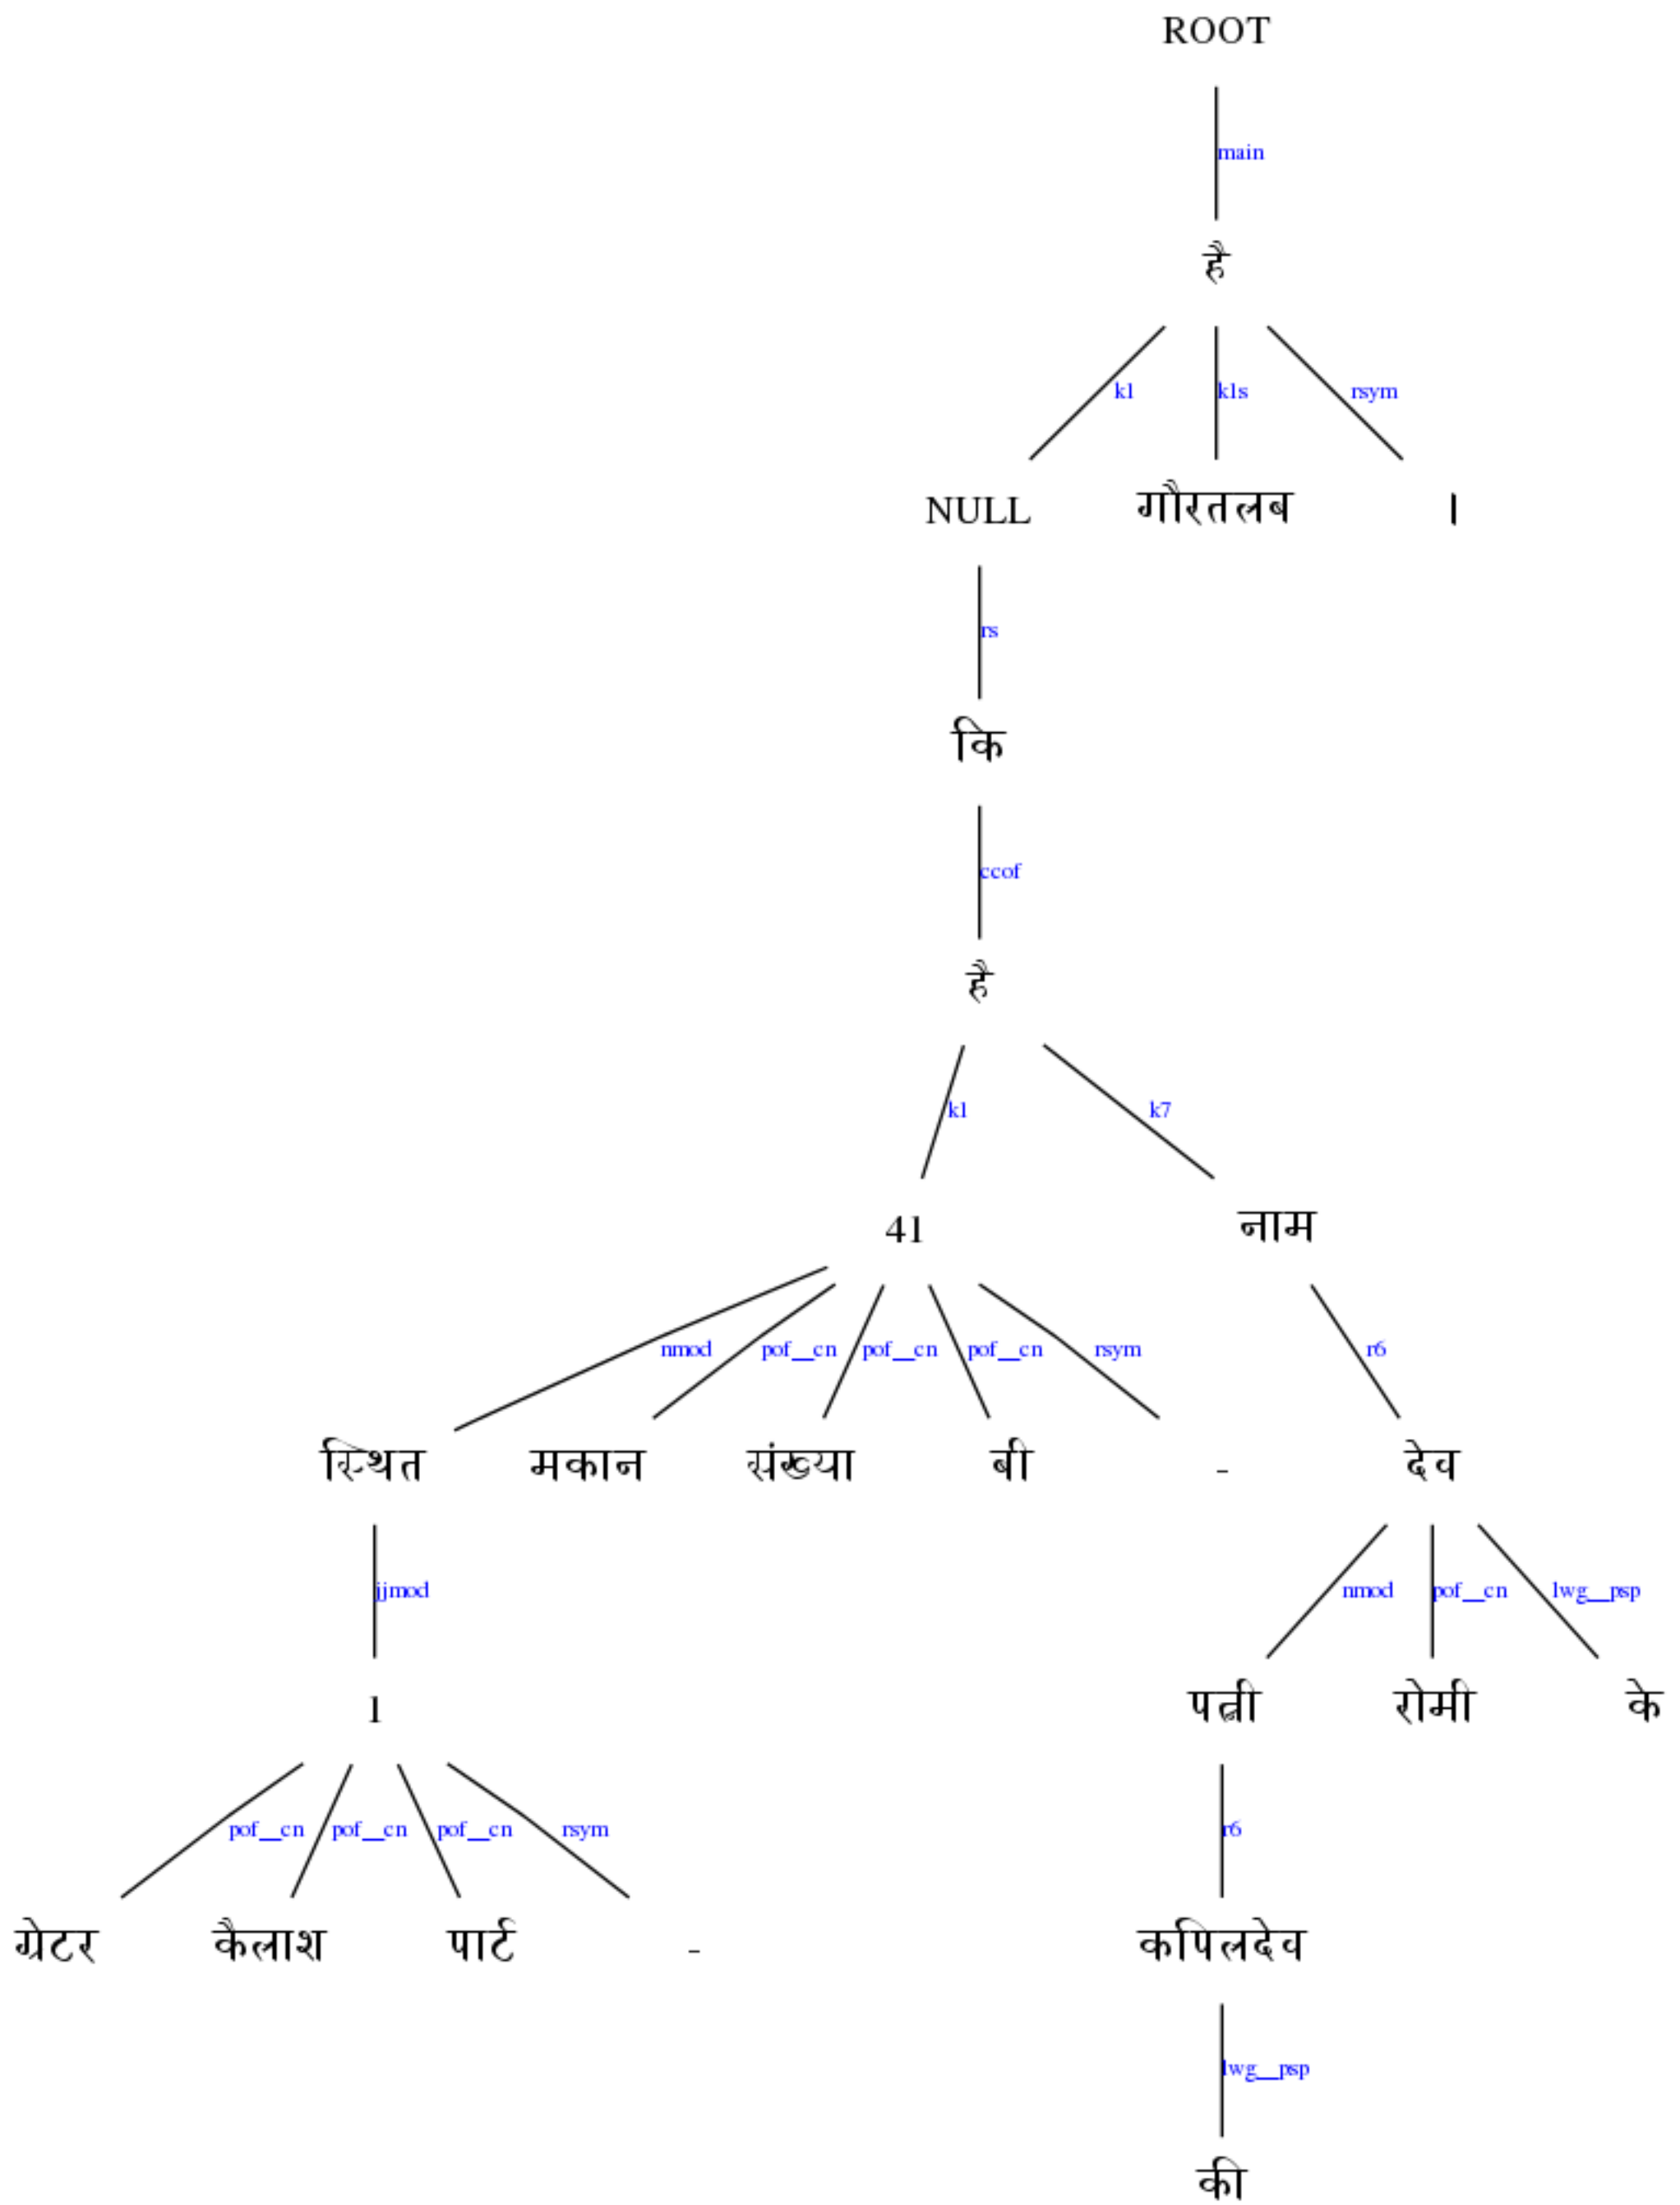 ROOT
main
है
k1 k1s rsym
NULL गौरतलब ।
rs
कि
ccof
है
k1 k7
41 नाम
nmod pof__cn pof__cn pof__cn rsym r6
स्थित मकान संख्या बी - देव
jjmod nmod pof__cn lwg__psp
1 पत्नी रोमी के
pof__cn pof__cn pof__cn rsym r6
ग्रेटर कैलाश पार्ट - कपिलदेव
lwg__psp
की